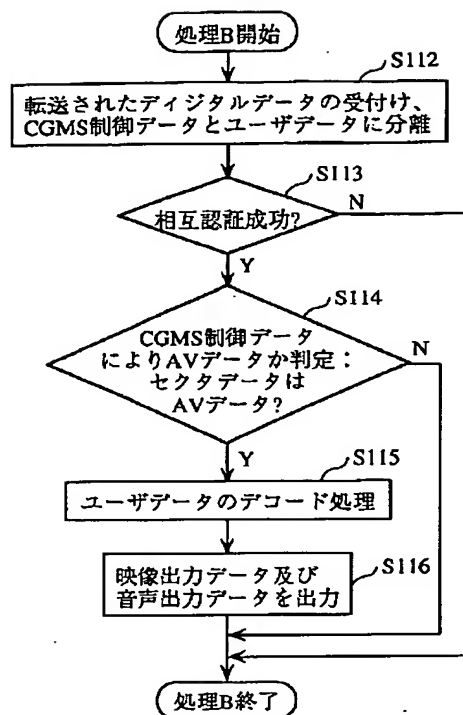 処理B開始
S112
転送されたディジタルデータの受付け、
CGMS制御データとユーザデータに分離
S113
相互認証成功?
N
Y
S114
CGMS制御データ
によりAVデータか判定:
セクタデータは
AVデータ?
N
Y
S115
ユーザデータのデコード処理
S116
映像出力データ及び
音声出力データを出力
処理B終了